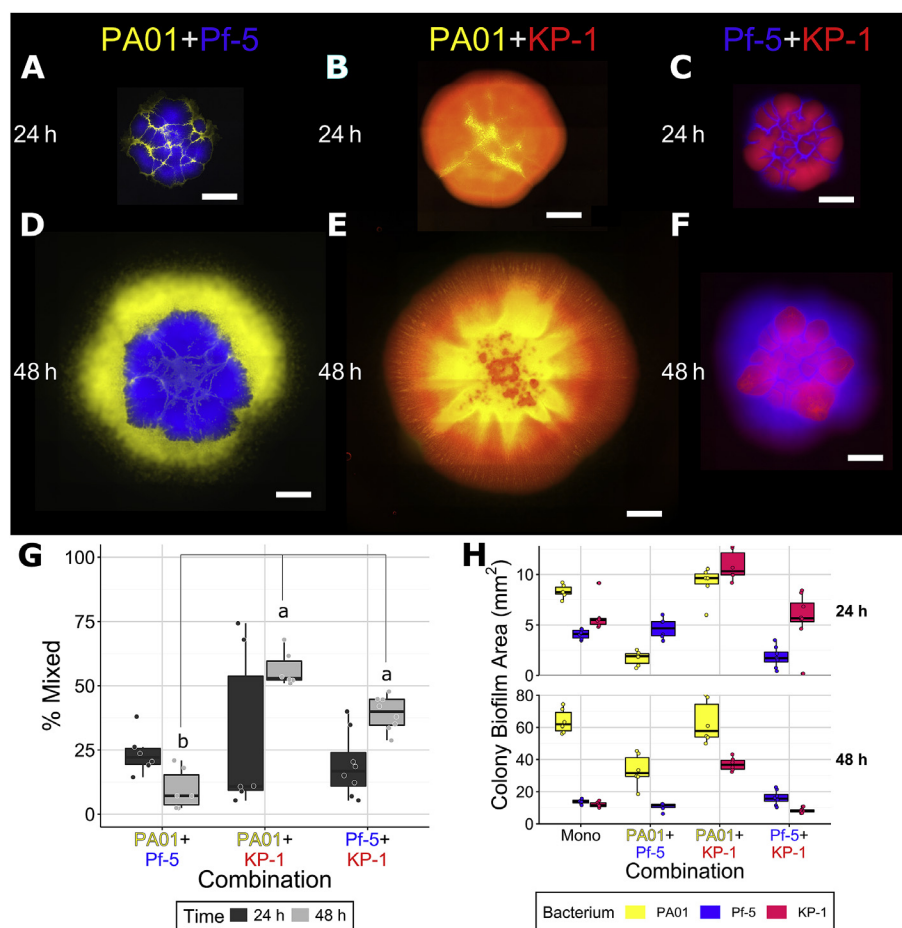 PA01+Pf-5 PA01+KP-1 Pf-5+KP-1
A B C
24 h 24 h 24 h
D E F
48 h 48 h 48 h
G
% Mixed
100
75
50
25
0
a
a
b
PA01+ PA01+ Pf-5+
Pf-5 KP-1 KP-1
Combination
Time 24 h 48 h
H
Colony Biofilm Area (mm²)
10
5
0
24 h
80
60
40
20
0
48 h
Mono PA01+ PA01+ Pf-5+
Pf-5 KP-1 KP-1
Combination
Bacterium PA01 Pf-5 KP-1